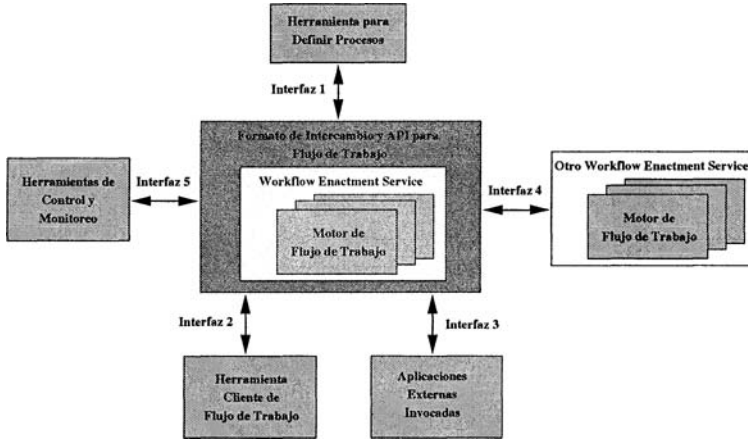 Herramienta para
Definir Procesos
Interfaz 1
Formato de Intercambio y API para
Flujo de Trabajo
Workflow Enactment Service
Motor de
Flujo de Trabajo
Herramientas de
Control y
Monitoreo
Interfaz 5
Interfaz 4
Otro Workflow Enactment Service
Motor de
Flujo de Trabajo
Interfaz 2
Interfaz 3
Herramienta
Cliente de
Flujo de Trabajo
Aplicaciones
Externas
Invocadas